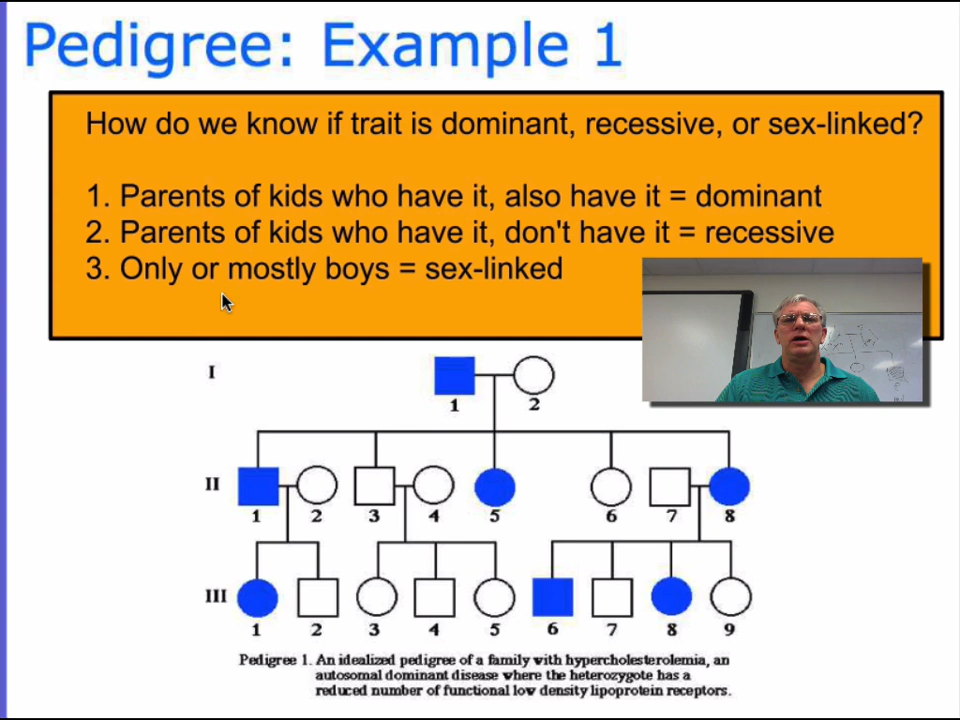 Pedigree: Example 1
How do we know if trait is dominant, recessive, or sex-linked?
1. Parents of kids who have it, also have it = dominant
2. Parents of kids who have it, don't have it = recessive
3. Only or mostly boys = sex-linked
I
1 2
II
1 2 3 4 5 6 7 8
III
1 2 3 4 5 6 7 8 9
Pedigree 1. An idealized pedigree of a family with hypercholesterolemia, an
autosomal dominant disease where the heterozygote has a
reduced number of functional low density lipoprotein receptors.